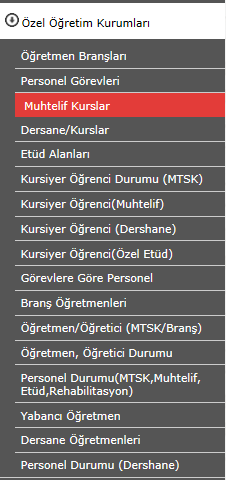 Özel Öğretim Kurumları
Öğretmen Branşları
Personel Görevleri
Muhtelif Kurslar
Dersane/Kurslar
Etüd Alanları
Kursiyer Öğrenci Durumu (MTSK)
Kursiyer Öğrenci(Muhtelif)
Kursiyer Öğrenci (Dershane)
Kursiyer Öğrenci(Özel Etüd)
Görevlere Göre Personel
Branş Öğretmenleri
Öğretmen/Öğretici (MTSK/Branş)
Öğretmen, Öğretici Durumu
Personel Durumu(MTSK,Muhtelif,
Etüd,Rehabilitasyon)
Yabancı Öğretmen
Dersane Öğretmenleri
Personel Durumu (Dershane)